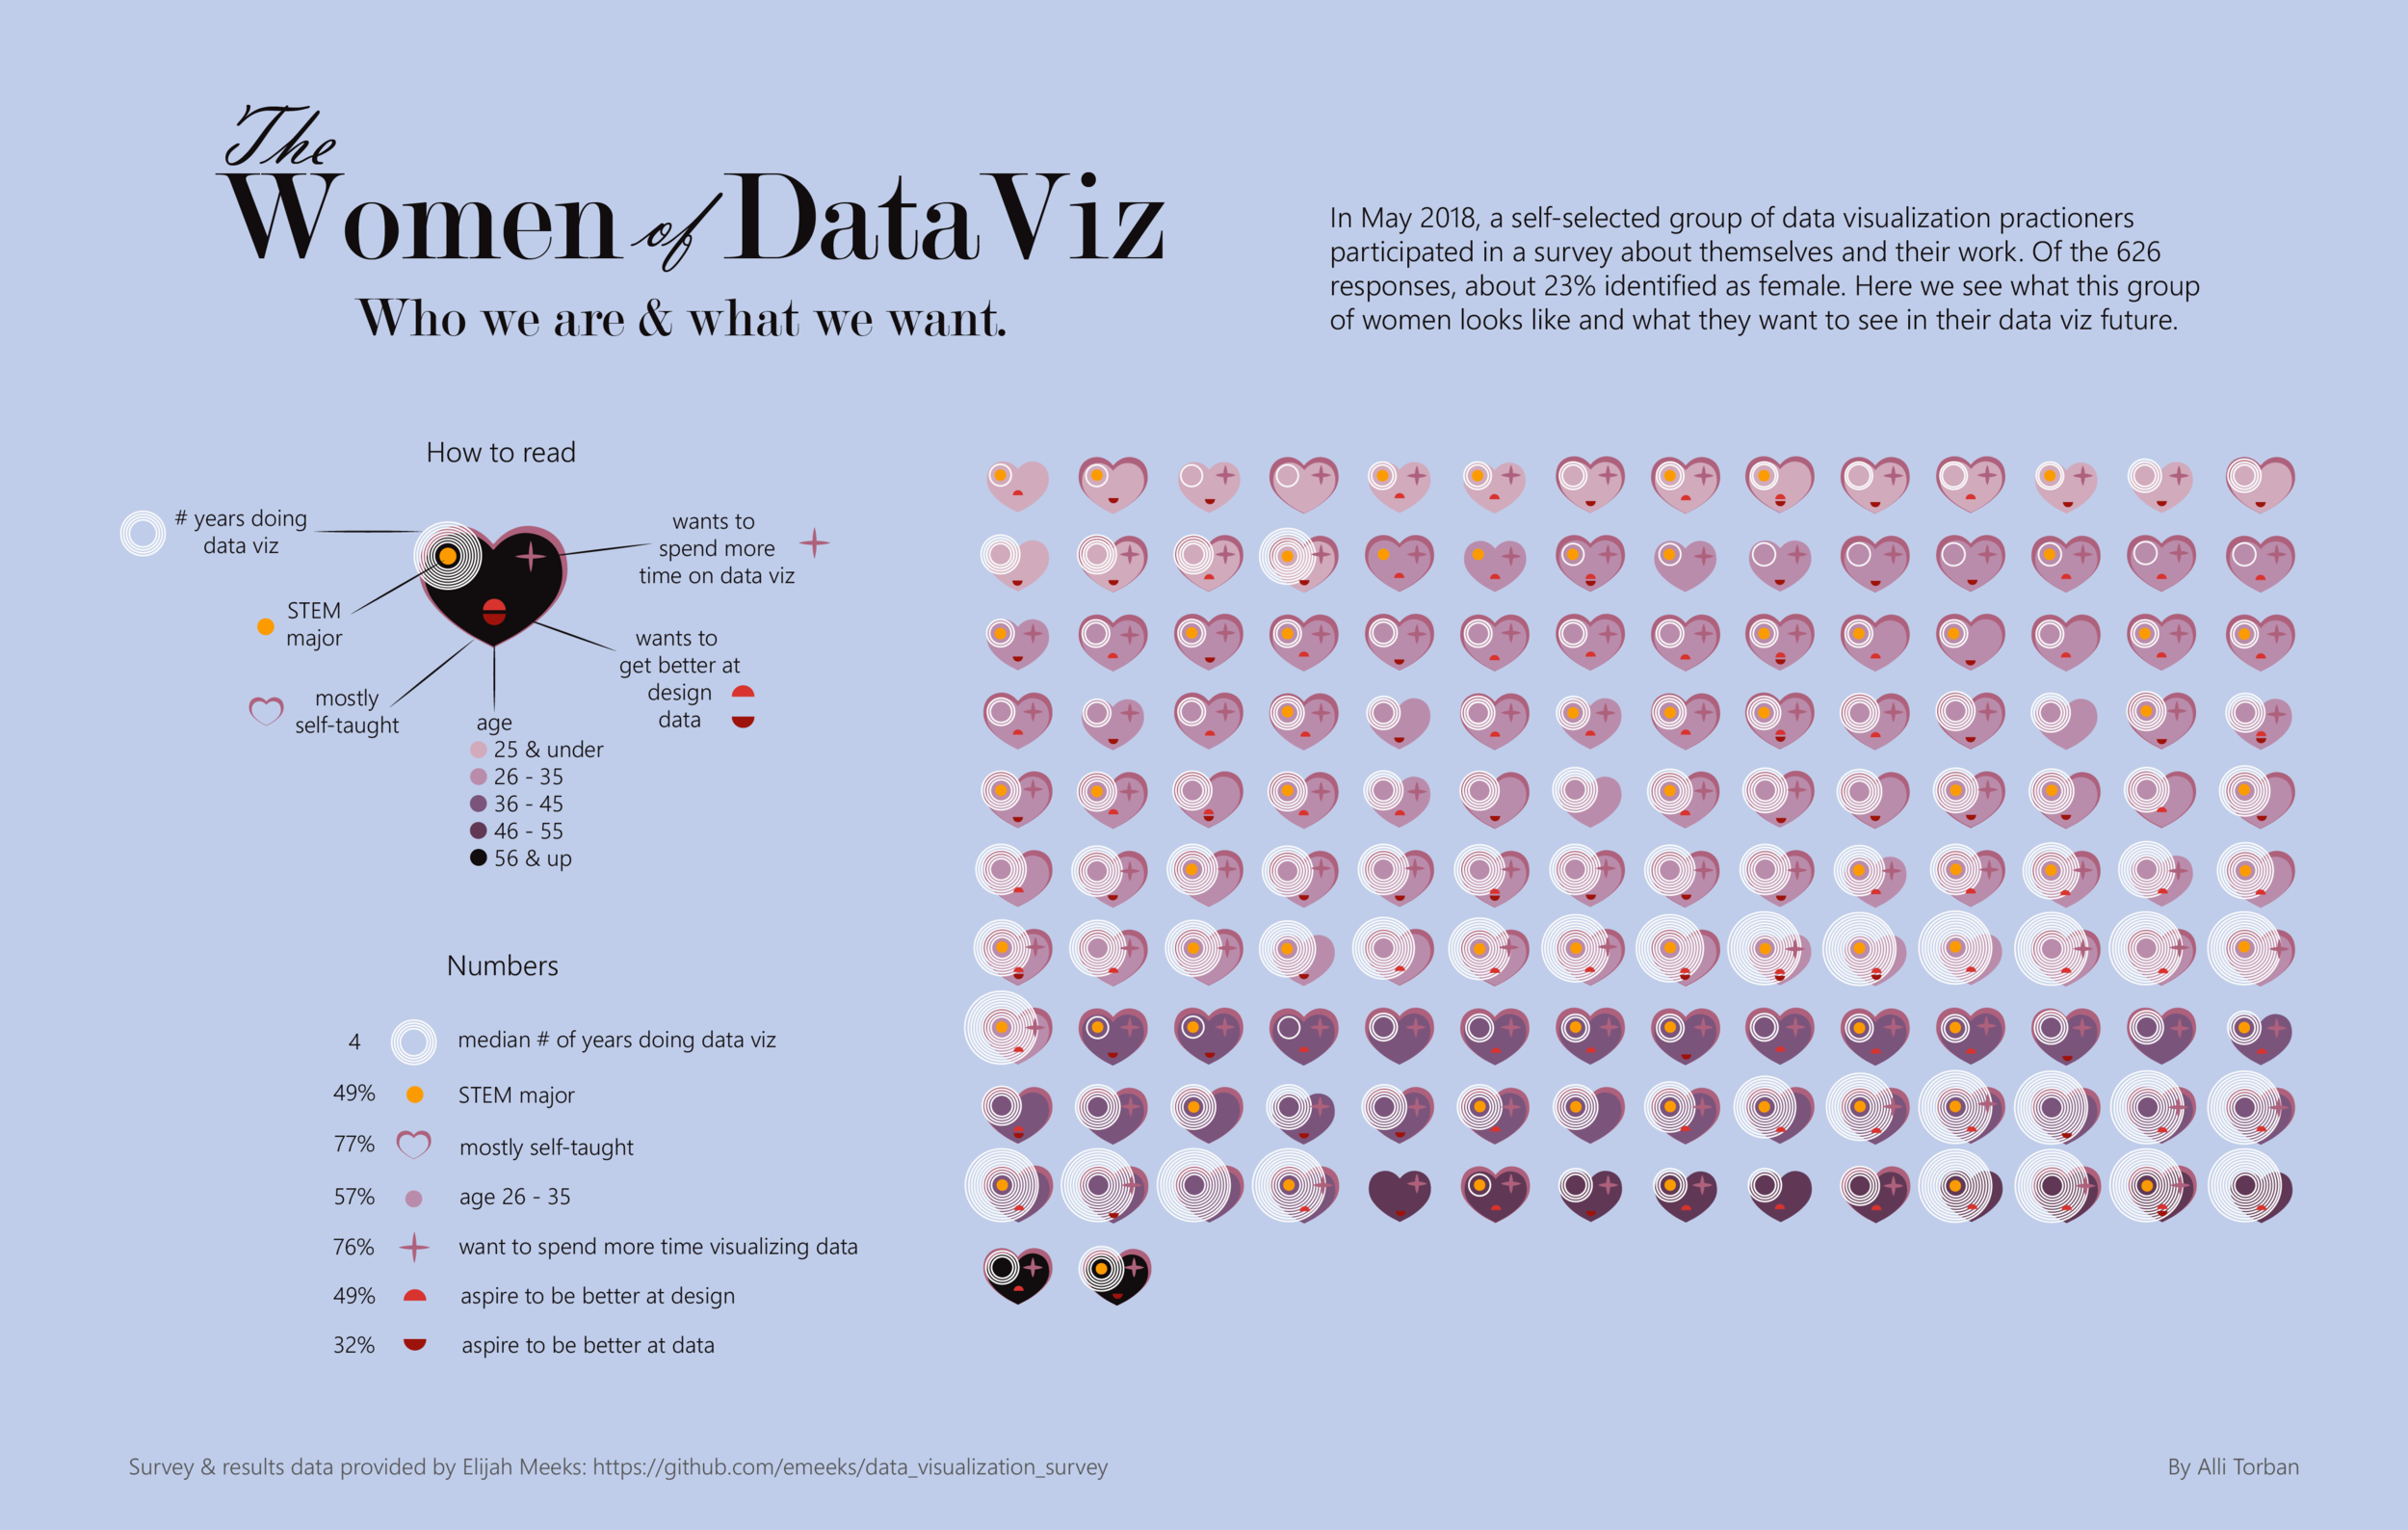 The
Women of Data Viz
Who we are & what we want.
In May 2018, a self-selected group of data visualization practioners
participated in a survey about themselves and their work. Of the 626
responses, about 23% identified as female. Here we see what this group
of women looks like and what they want to see in their data viz future.
How to read
# years doing
data viz
wants to
spend more
time on data viz
STEM
major
wants to
get better at
design
data
mostly
self-taught
age
25 & under
26 - 35
36 - 45
46 - 55
56 & up
Numbers
4 median # of years doing data viz
49% STEM major
77% mostly self-taught
57% age 26 - 35
76% want to spend more time visualizing data
49% aspire to be better at design
32% aspire to be better at data
Survey & results data provided by Elijah Meeks: https://github.com/emeeks/data_visualization_survey
By Alli Torban